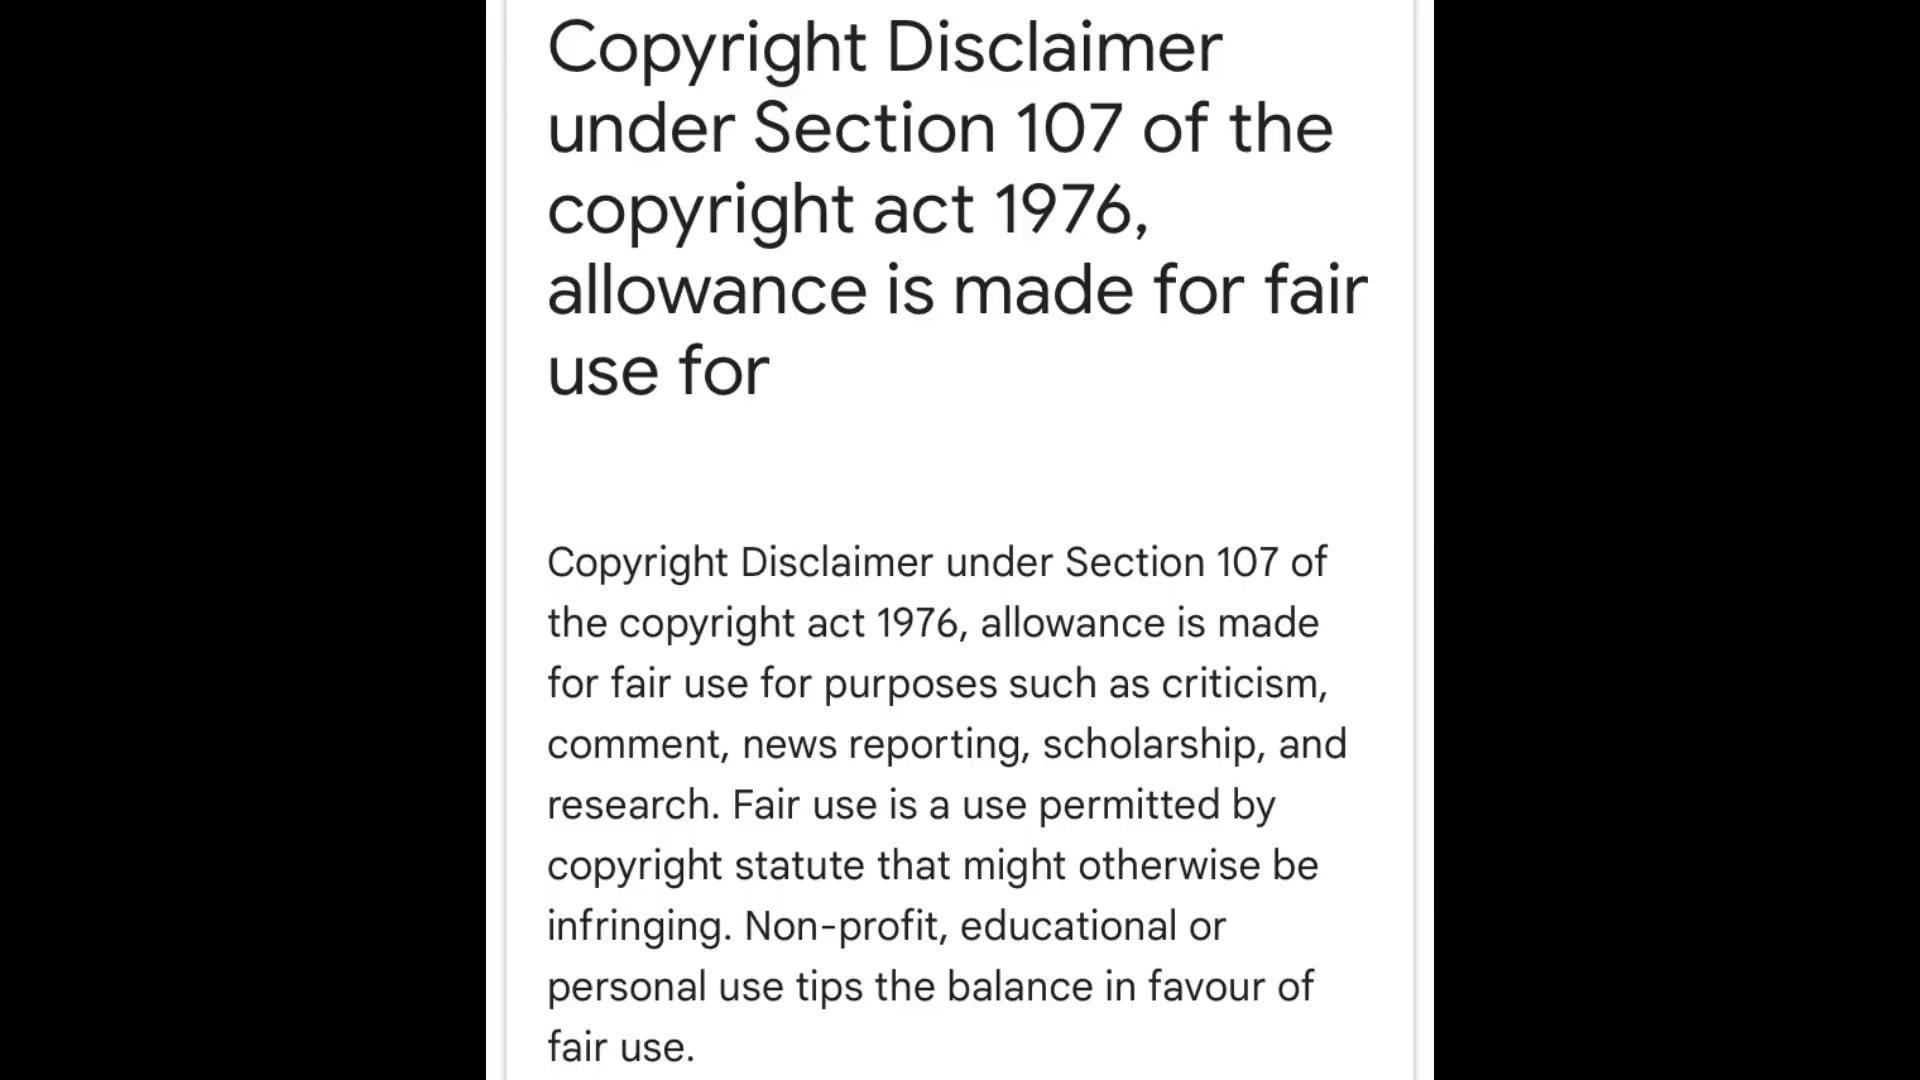 Copyright Disclaimer
under Section 107 of the
copyright act 1976,
allowance is made for fair
use for
Copyright Disclaimer under Section 107 of
the copyright act 1976, allowance is made
for fair use for purposes such as criticism,
comment, news reporting, scholarship, and
research. Fair use is a use permitted by
copyright statute that might otherwise be
infringing. Non-profit, educational or
personal use tips the balance in favour of
fair use.